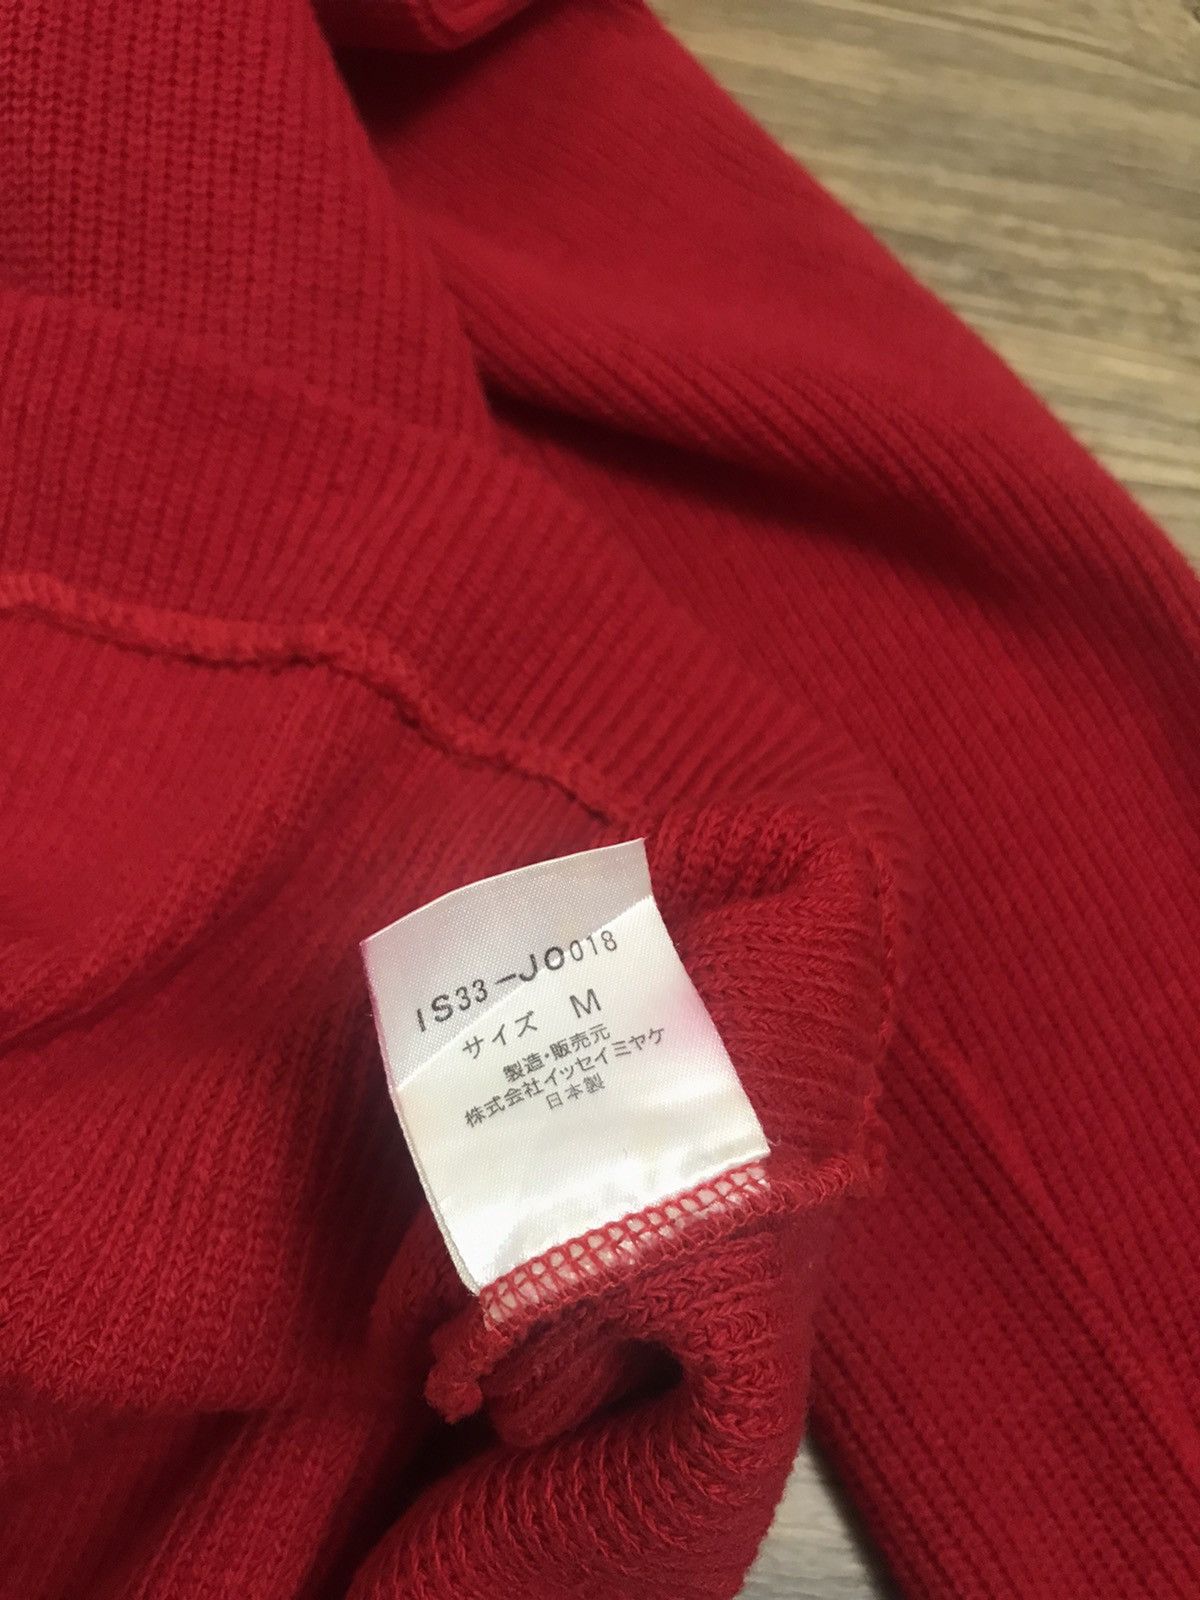 IS33-JO018
サイズ M
製造・販売元
株式会社イッセイミヤケ
日本製